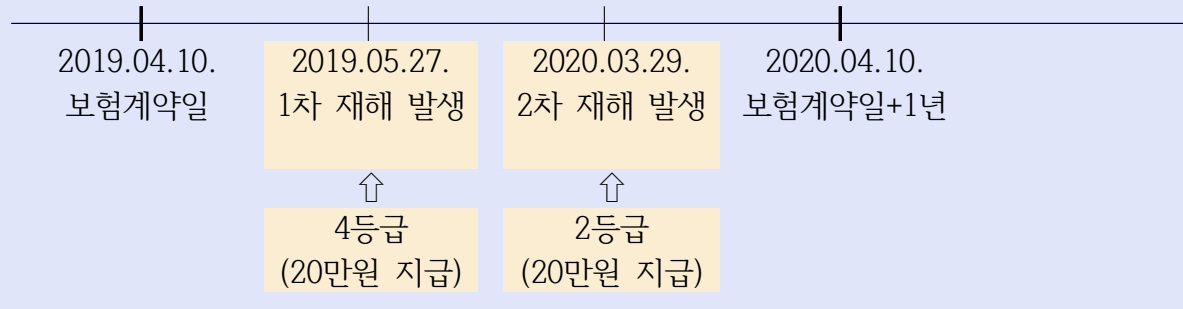 2019.04.10.
보험계약일
2019.05.27.
1차 재해 발생
2020.03.29.
2차 재해 발생
2020.04.10.
보험계약일+1년
4등급
(20만원 지급)
2등급
(20만원 지급)